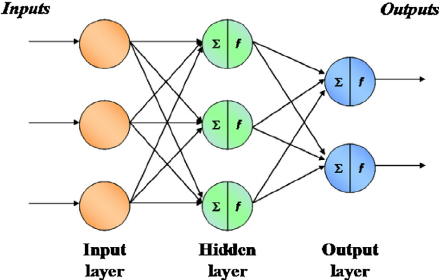 Inputs
Outputs
Σ f
Σ f
Σ f
Σ f
Σ f
Input
layer
Hidden
layer
Output
layer